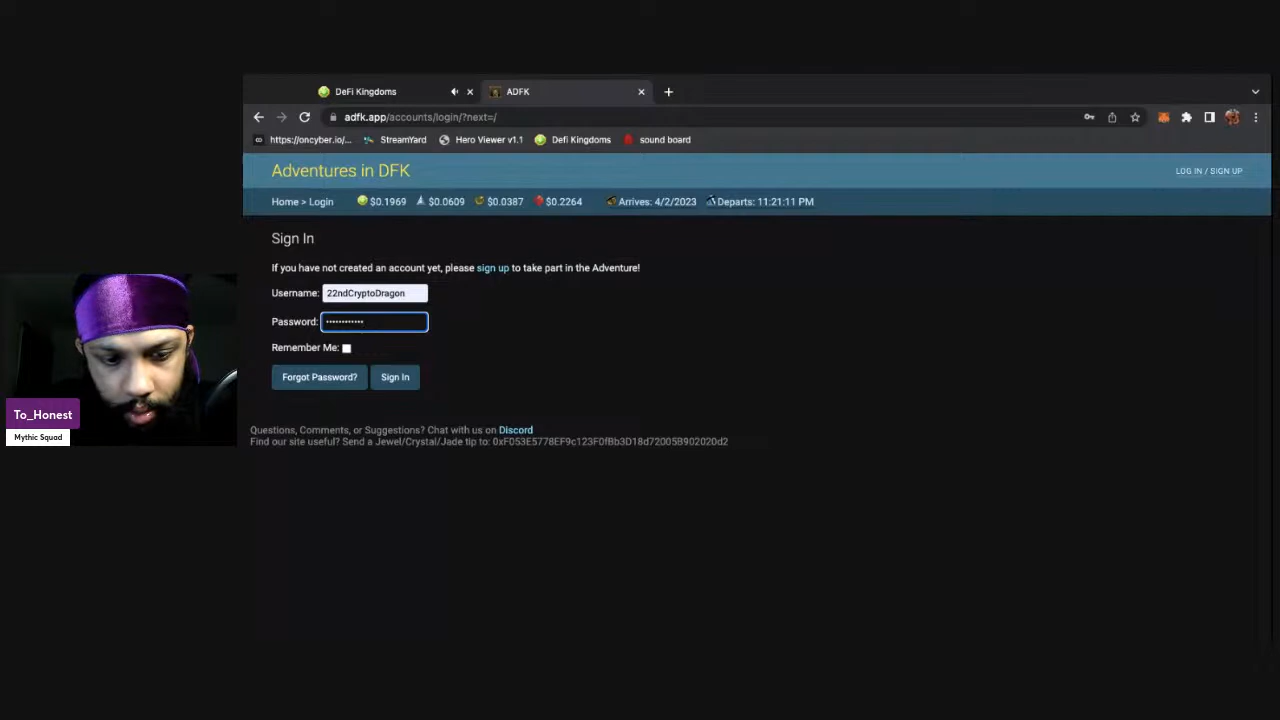 DeFi Kingdoms
ADFK
adfk.app/accounts/login/?next=/
https://oncyber.io/... StreamYard Hero Viewer v1.1 Defi Kingdoms sound board
Adventures in DFK
LOG IN / SIGN UP
Home > Login $0.1969 $0.0609 $0.0387 $0.2264 Arrives: 4/2/2023 Departs: 11:21:11 PM
Sign In
If you have not created an account yet, please sign up to take part in the Adventure!
Username: 22ndCryptoDragon
Password: ••••••••••••
Remember Me:
Forgot Password? Sign In
To_Honest
Mythic Squad
Questions, Comments, or Suggestions? Chat with us on Discord
Find our site useful? Send a Jewel/Crystal/Jade tip to: 0xF053E5778EF9c123F0fBb3D18d72005B902020d2